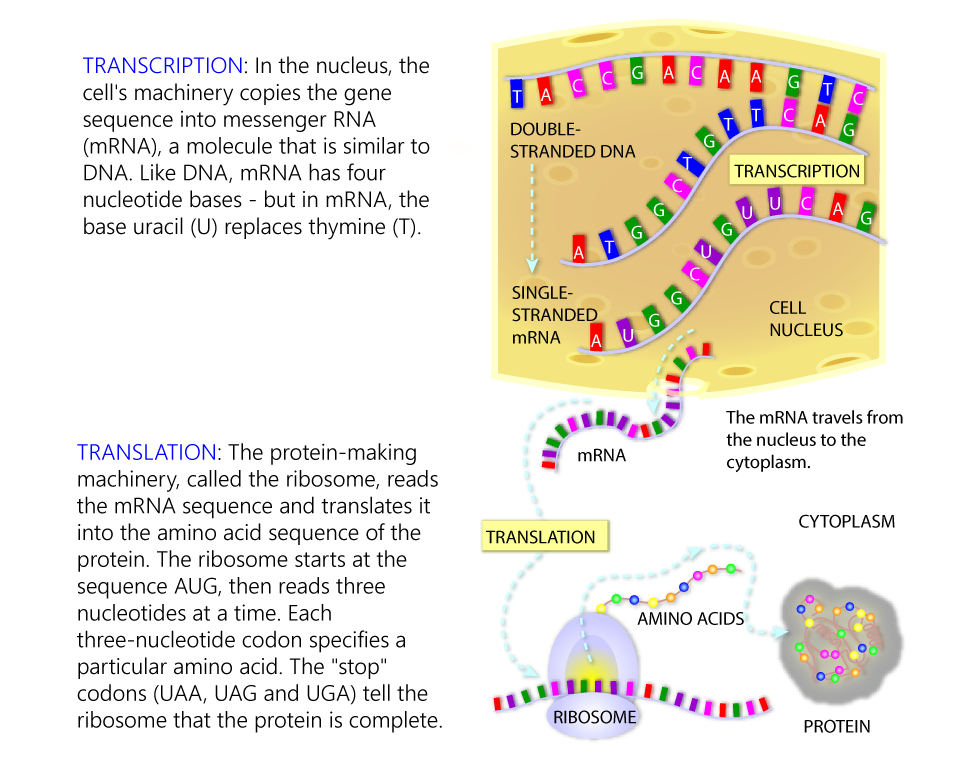 TRANSCRIPTION: In the nucleus, the
cell's machinery copies the gene
sequence into messenger RNA
(mRNA), a molecule that is similar to
DNA. Like DNA, mRNA has four
nucleotide bases - but in mRNA, the
base uracil (U) replaces thymine (T).
T A C C G A C A A G T C
DOUBLE-
STRANDED DNA
A T G G C T G T T C A G
TRANSCRIPTION
SINGLE-
STRANDED
mRNA
A U G G C U G U U C A G
CELL
NUCLEUS
The mRNA travels from
the nucleus to the
cytoplasm.
mRNA
TRANSLATION: The protein-making
machinery, called the ribosome, reads
the mRNA sequence and translates it
into the amino acid sequence of the
protein. The ribosome starts at the
sequence AUG, then reads three
nucleotides at a time. Each
three-nucleotide codon specifies a
particular amino acid. The "stop"
codons (UAA, UAG and UGA) tell the
ribosome that the protein is complete.
TRANSLATION
CYTOPLASM
AMINO ACIDS
RIBOSOME
PROTEIN